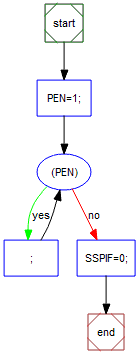 start
PEN=1;
(PEN)
yes
no
;
SSPIF=0;
end